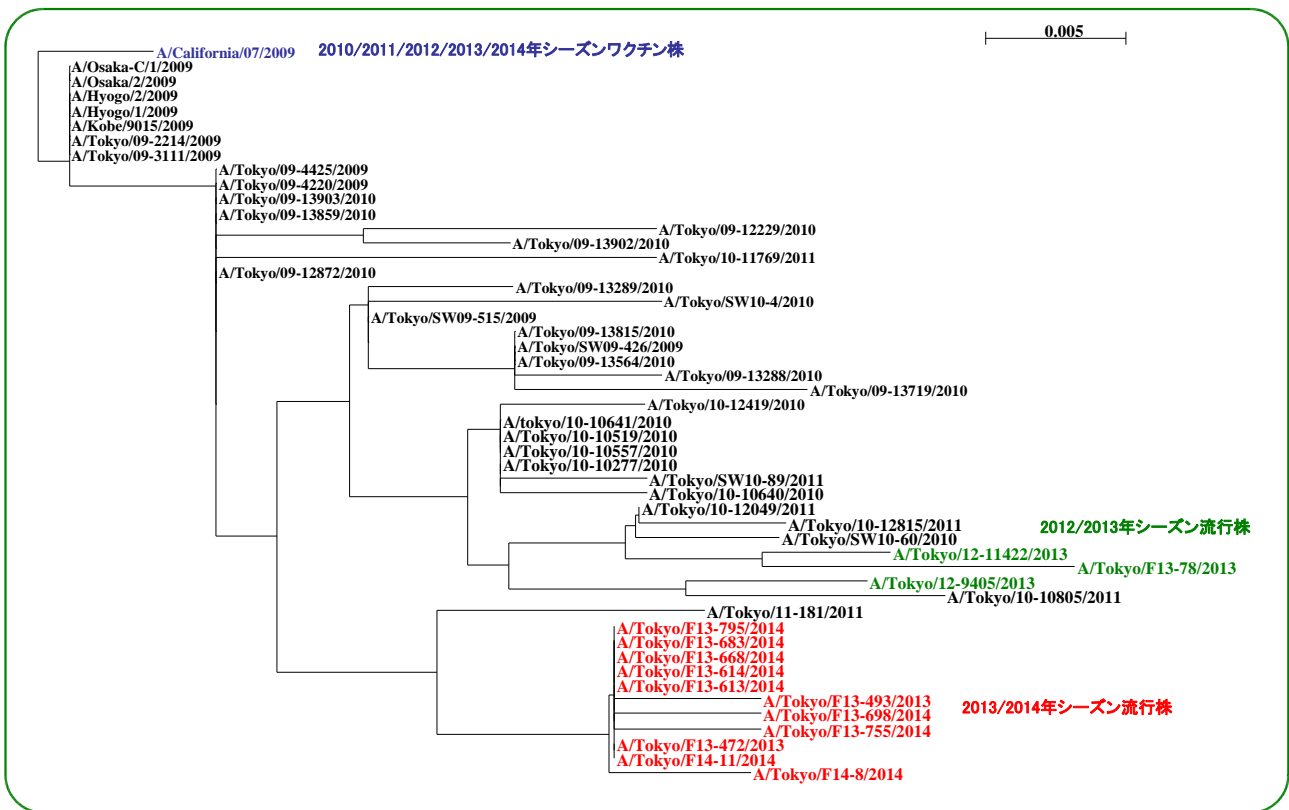 0.005
A/California/07/2009 2010/2011/2012/2013/2014年シーズンワクチン株
A/Osaka-C/1/2009
A/Osaka/2/2009
A/Hyogo/2/2009
A/Hyogo/1/2009
A/Kobe/9015/2009
A/Tokyo/09-2214/2009
A/Tokyo/09-3111/2009
A/Tokyo/09-4425/2009
A/Tokyo/09-4220/2009
A/Tokyo/09-13903/2010
A/Tokyo/09-13859/2010
A/Tokyo/09-12229/2010
A/Tokyo/09-13902/2010
A/Tokyo/10-11769/2011
A/Tokyo/09-12872/2010
A/Tokyo/09-13289/2010
A/Tokyo/SW10-4/2010
A/Tokyo/SW09-515/2009
A/Tokyo/09-13815/2010
A/Tokyo/SW09-426/2009
A/Tokyo/09-13564/2010
A/Tokyo/09-13288/2010
A/Tokyo/09-13719/2010
A/Tokyo/10-12419/2010
A/tokyo/10-10641/2010
A/Tokyo/10-10519/2010
A/Tokyo/10-10557/2010
A/Tokyo/10-10277/2010
A/Tokyo/SW10-89/2011
A/Tokyo/10-10640/2010
A/Tokyo/10-12049/2011
A/Tokyo/10-12815/2011 2012/2013年シーズン流行株
A/Tokyo/SW10-60/2010
A/Tokyo/12-11422/2013
A/Tokyo/F13-78/2013
A/Tokyo/12-9405/2013
A/Tokyo/10-10805/2011
A/Tokyo/11-181/2011
A/Tokyo/F13-795/2014
A/Tokyo/F13-683/2014
A/Tokyo/F13-668/2014
A/Tokyo/F13-614/2014
A/Tokyo/F13-613/2014
A/Tokyo/F13-493/2013 2013/2014年シーズン流行株
A/Tokyo/F13-698/2014
A/Tokyo/F13-755/2014
A/Tokyo/F13-472/2013
A/Tokyo/F14-11/2014
A/Tokyo/F14-8/2014